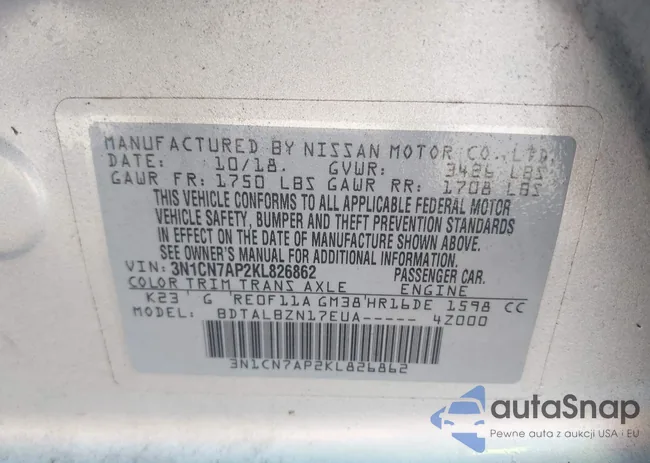 MANUFACTURED BY NISSAN MOTOR CO., LTD.
DATE: 10/18. GVWR: 3486 LBS
GAWR FR: 1750 LBS GAWR RR: 1708 LBS
THIS VEHICLE CONFORMS TO ALL APPLICABLE FEDERAL MOTOR
VEHICLE SAFETY, BUMPER AND THEFT PREVENTION STANDARDS
IN EFFECT ON THE DATE OF MANUFACTURE SHOWN ABOVE.
SEE OWNER'S MANUAL FOR ADDITIONAL INFORMATION.
VIN: 3N1CN7AP2KL826862 PASSENGER CAR.
COLOR TRIM TRANS AXLE ENGINE
K23 G RE0F11A GM38 HR16DE 1598 CC
MODEL: BDTALBZN17EUA----- 4Z000
3N1CN7AP2KL826862
autaSnap
Pewne auta z aukcji USA i EU